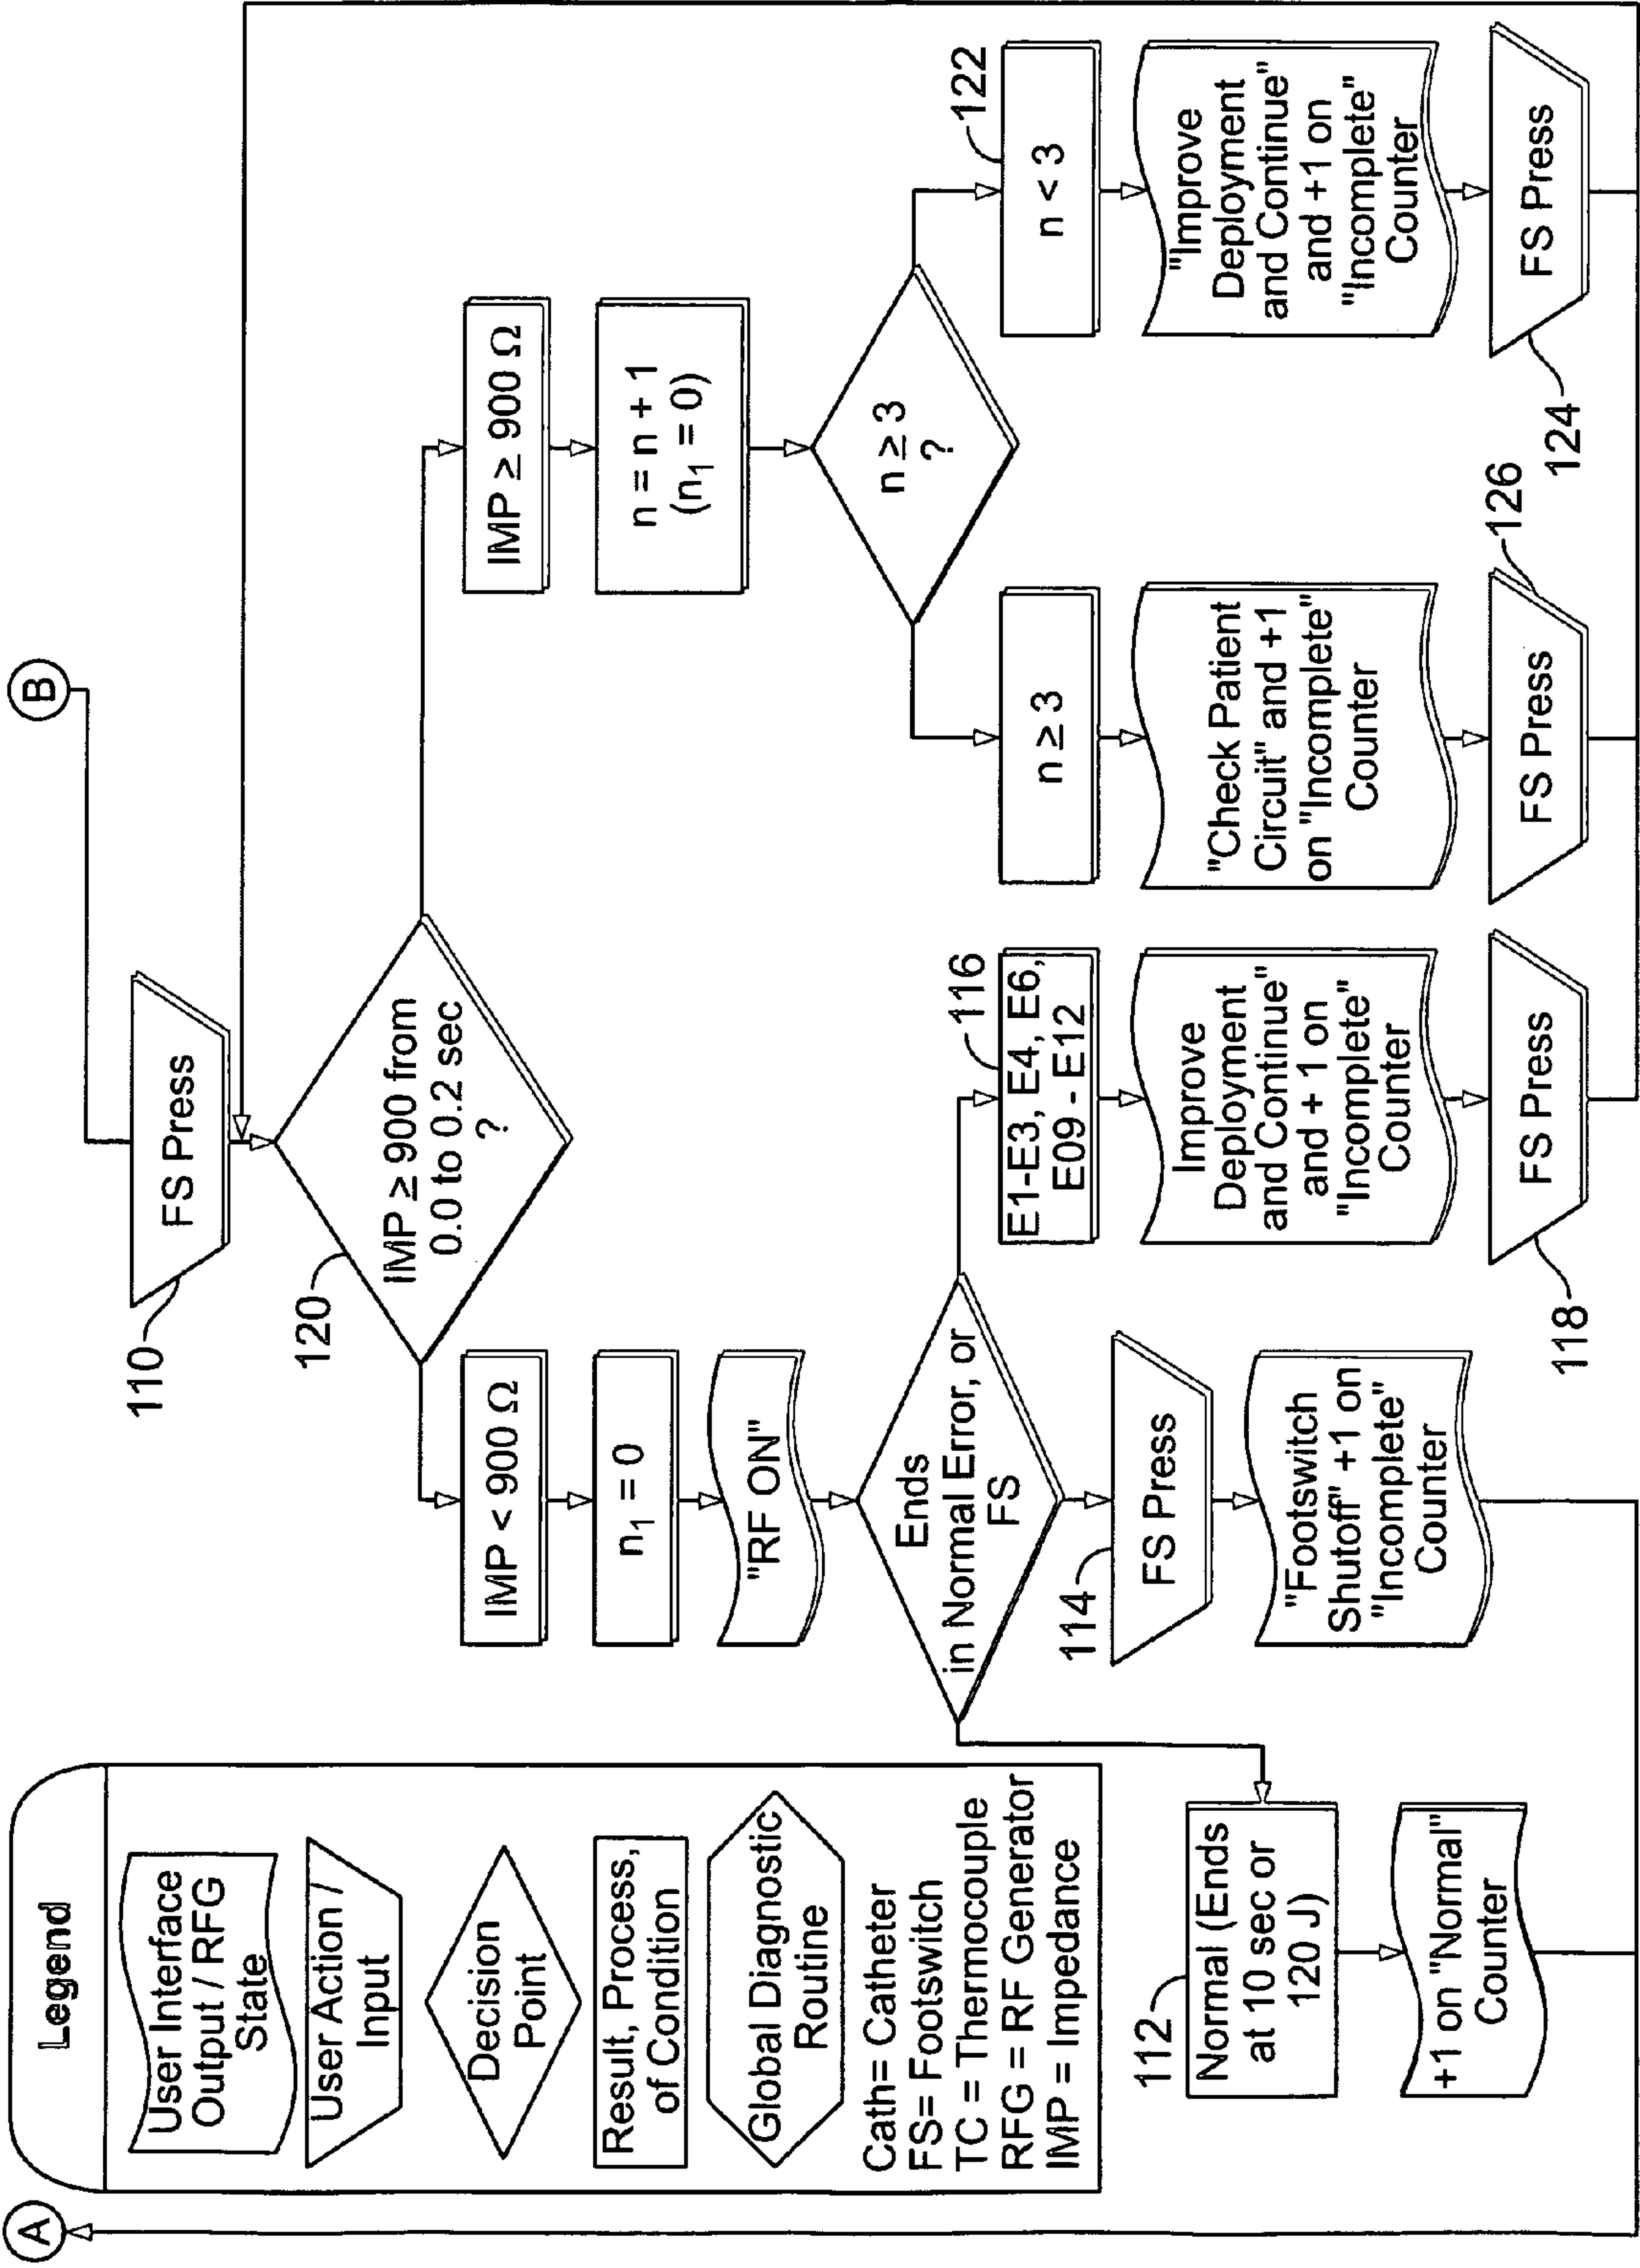 A
Legend
User Interface
Output / RFG
State
User Action /
Input
Decision
Point
Result, Process,
of Condition
Global Diagnostic
Routine
Cath= Catheter
FS= Footswitch
TC = Thermocouple
RFG = RF Generator
IMP = Impedance
B
110
FS Press
120
IMP ≥ 900 from
0.0 to 0.2 sec
?
IMP < 900 Ω
n₁ = 0
"RF ON"
Ends
in Normal Error, or
FS
112
Normal (Ends
at 10 sec or
120 J)
+1 on "Normal"
Counter
114
FS Press
"Footswitch
Shutoff" +1 on
"Incomplete"
Counter
116
E1-E3, E4, E6,
E09 - E12
Improve
Deployment
and Continue"
and + 1 on
"Incomplete"
Counter
118
FS Press
IMP ≥ 900 Ω
n = n + 1
(n₁ = 0)
n ≥ 3
?
n ≥ 3
"Check Patient
Circuit" and +1
on "Incomplete"
Counter
126
FS Press
122
n < 3
"Improve
Deployment
and Continue"
and +1 on
"Incomplete"
Counter
124
FS Press